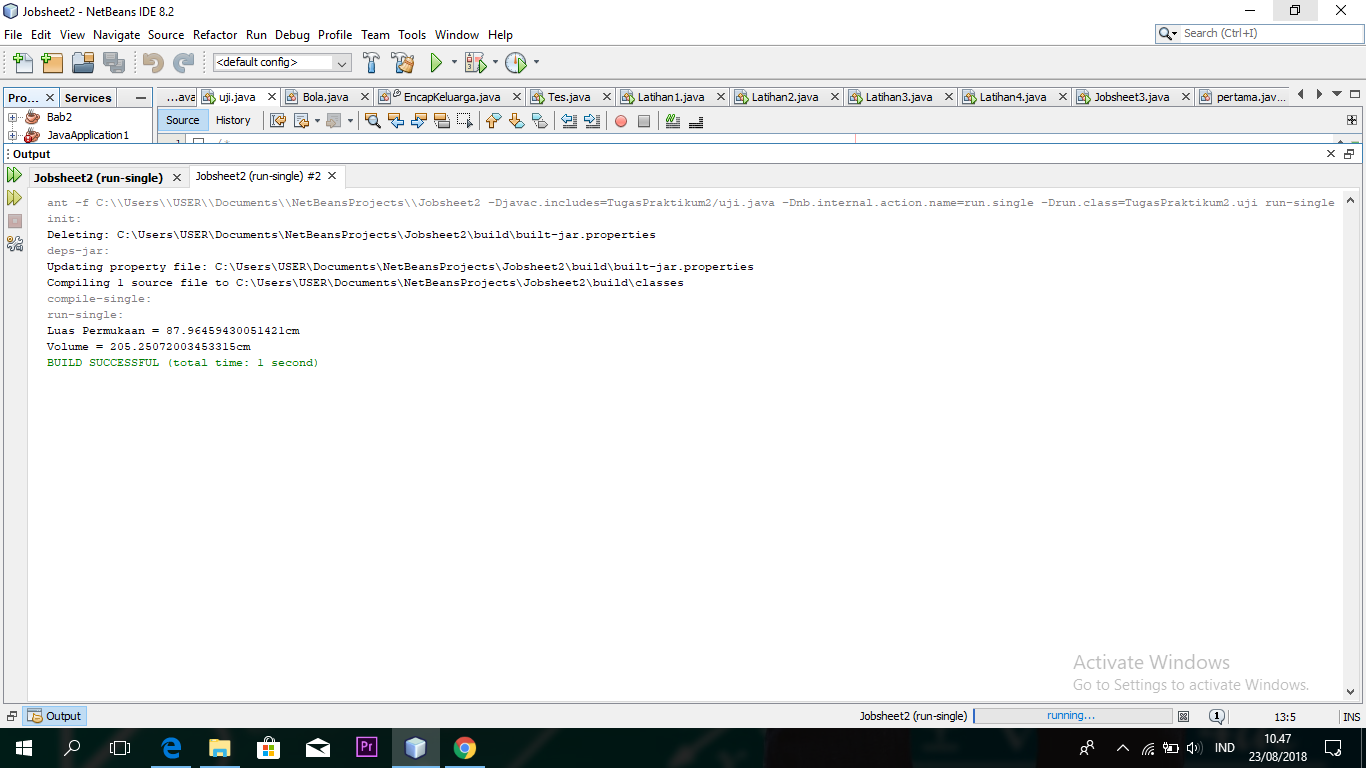 Jobsheet2 - NetBeans IDE 8.2
File Edit View Navigate Source Refactor Run Debug Profile Team Tools Window Help
Search (Ctrl+I)
<default config>
Pro... Services
...ava uji.java Bola.java EncapKeluarga.java Tes.java Latihan1.java Latihan2.java Latihan3.java Latihan4.java Jobsheet3.java pertama.jav...
Bab2
JavaApplication1
Source History
Output
Jobsheet2 (run-single) Jobsheet2 (run-single) #2
ant -f C:\\Users\\USER\\Documents\\NetBeansProjects\\Jobsheet2 -Djavac.includes=TugasPraktikum2/uji.java -Dnb.internal.action.name=run.single -Drun.class=TugasPraktikum2.uji run-single
init:
Deleting: C:\Users\USER\Documents\NetBeansProjects\Jobsheet2\build\built-jar.properties
deps-jar:
Updating property file: C:\Users\USER\Documents\NetBeansProjects\Jobsheet2\build\built-jar.properties
Compiling 1 source file to C:\Users\USER\Documents\NetBeansProjects\Jobsheet2\build\classes
compile-single:
run-single:
Luas Permukaan = 87.96459430051421cm
Volume = 205.25072003453315cm
BUILD SUCCESSFUL (total time: 1 second)
Activate Windows
Go to Settings to activate Windows.
Output
Jobsheet2 (run-single) running... 1 13:5 INS
Pr
IND
10.47
23/08/2018